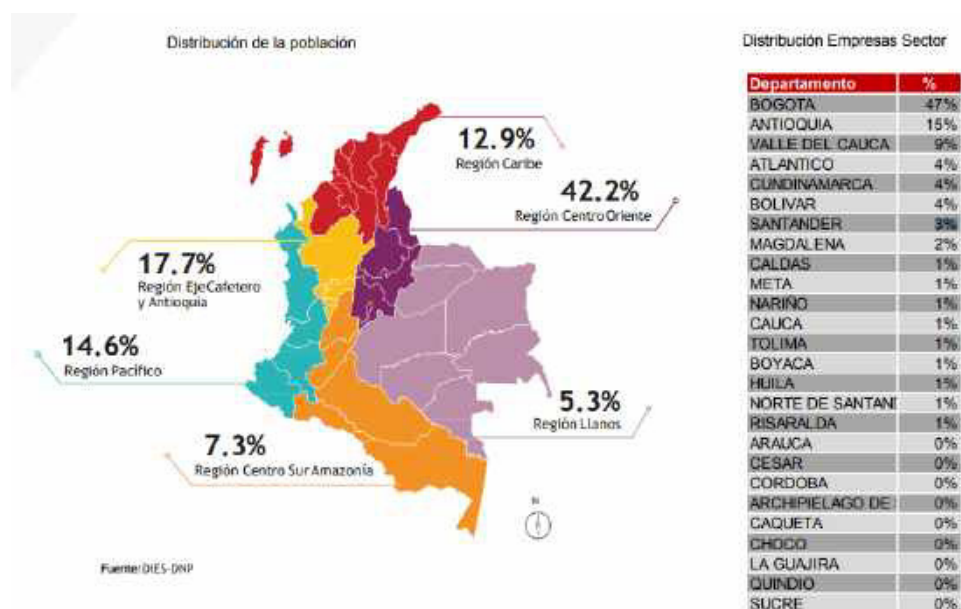 Distribución de la población
12.9%
Región Caribe
42.2%
Región Centro Oriente
17.7%
Región EjeCafetero
y Antioquia
14.6%
Región Pacífico
5.3%
Región Llanos
7.3%
Región Centro Sur Amazonía
N
Fuente: DIES-DNP
Distribución Empresas Sector
Departamento %
BOGOTA 47%
ANTIOQUIA 15%
VALLE DEL CAUCA 9%
ATLANTICO 4%
CUNDINAMARCA 4%
BOLIVAR 4%
SANTANDER 3%
MAGDALENA 2%
CALDAS 1%
META 1%
NARIÑO 1%
CAUCA 1%
TOLIMA 1%
BOYACA 1%
HUILA 1%
NORTE DE SANTAN 1%
RISARALDA 1%
ARAUCA 0%
CESAR 0%
CORDOBA 0%
ARCHIPIELAGO DE 0%
CAQUETA 0%
CHOCO 0%
LA GUAJIRA 0%
QUINDIO 0%
SUCRE 0%